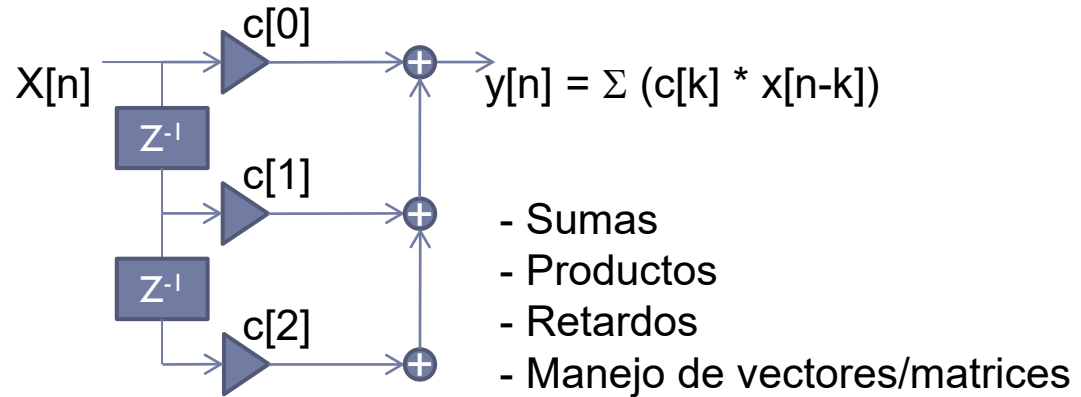 c[0]
X[n]
y[n] = Σ (c[k] * x[n-k])
Z-1
c[1]
- Sumas
- Productos
Z-1
- Retardos
c[2]
- Manejo de vectores/matrices